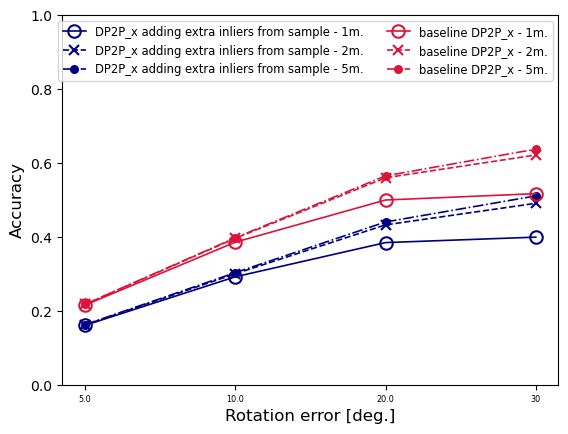 1.0
0.8
0.6
0.4
0.2
0.0
Accuracy
DP2P_x adding extra inliers from sample - 1m.
DP2P_x adding extra inliers from sample - 2m.
DP2P_x adding extra inliers from sample - 5m.
baseline DP2P_x - 1m.
baseline DP2P_x - 2m.
baseline DP2P_x - 5m.
5.0 10.0 20.0 30
Rotation error [deg.]